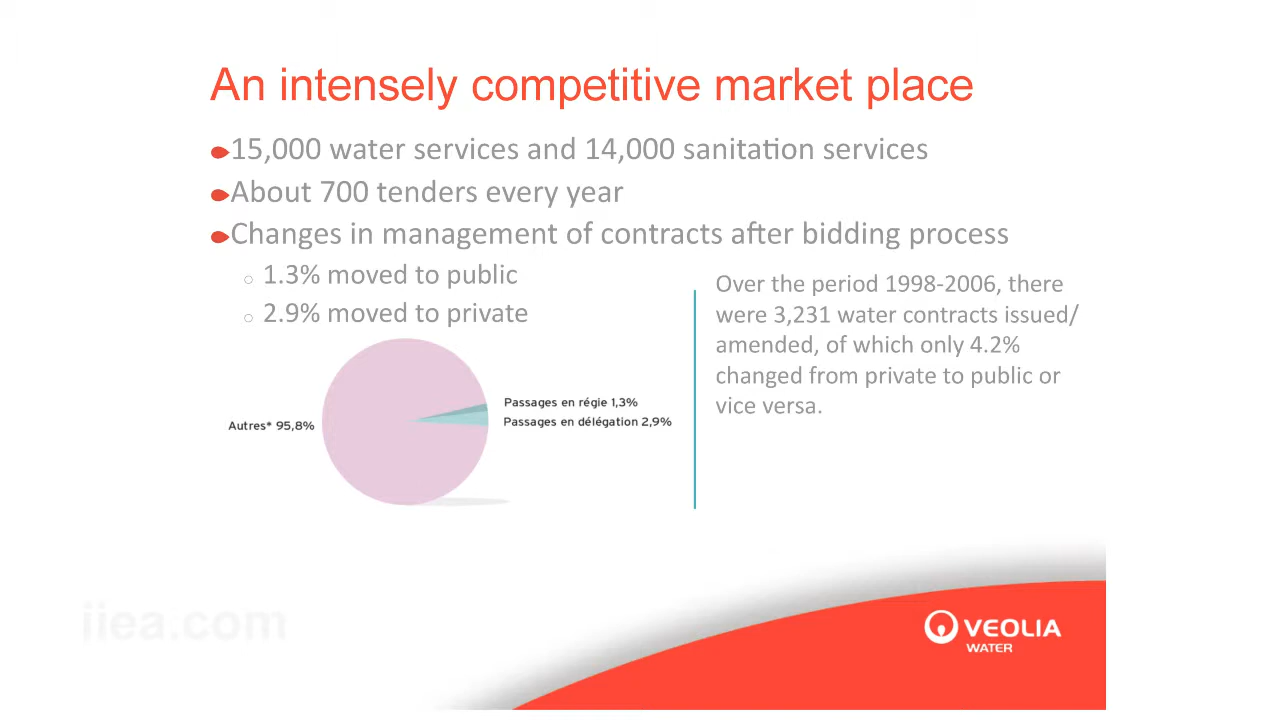 An intensely competitive market place
15,000 water services and 14,000 sanitation services
About 700 tenders every year
Changes in management of contracts after bidding process
1.3% moved to public
2.9% moved to private
Over the period 1998-2006, there
were 3,231 water contracts issued/
amended, of which only 4.2%
changed from private to public or
vice versa.
Passages en régie 1,3%
Passages en délégation 2,9%
Autres* 95,8%
iiea.com
VEOLIA
WATER